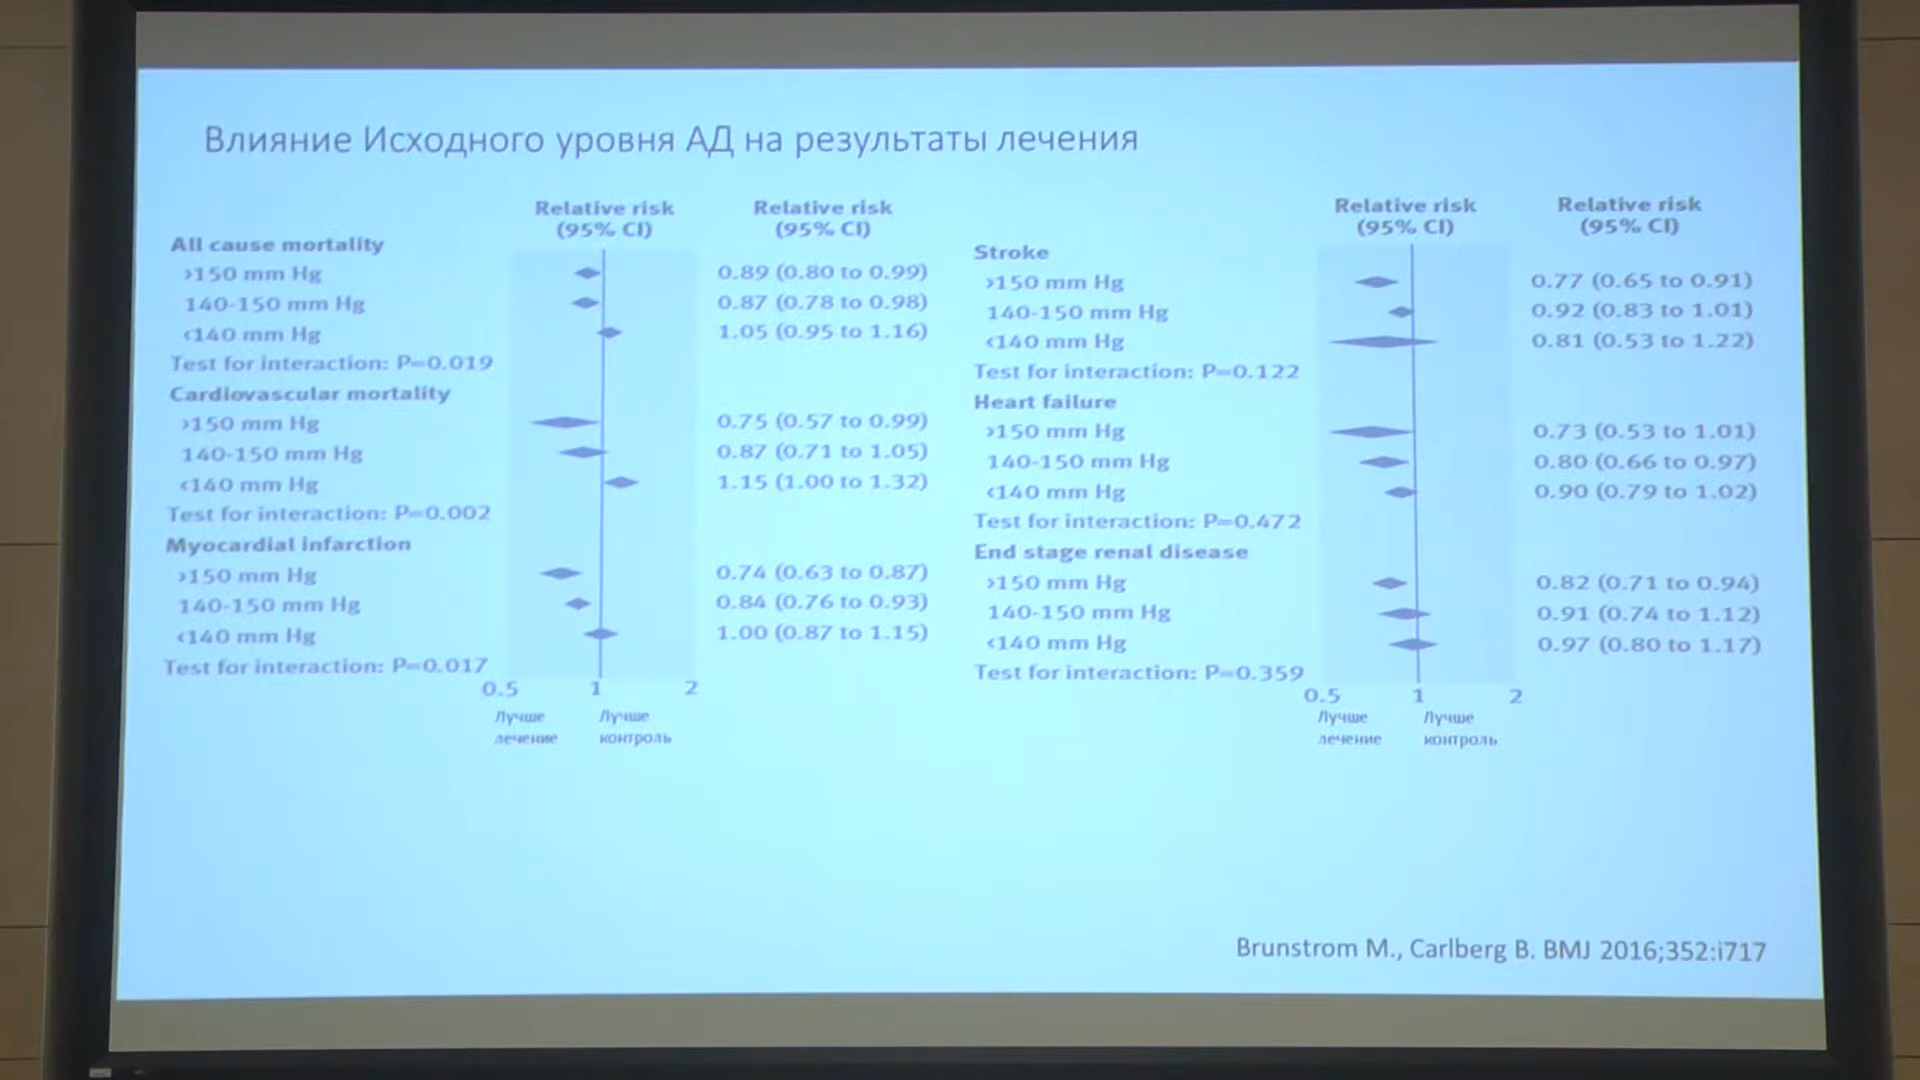 Влияние Исходного уровня АД на результаты лечения
Relative risk Relative risk
(95% CI) (95% CI)
All cause mortality
>150 mm Hg 0.89 (0.80 to 0.99)
140-150 mm Hg 0.87 (0.78 to 0.98)
<140 mm Hg 1.05 (0.95 to 1.16)
Test for interaction: P=0.019
Cardiovascular mortality
>150 mm Hg 0.75 (0.57 to 0.99)
140-150 mm Hg 0.87 (0.71 to 1.05)
<140 mm Hg 1.15 (1.00 to 1.32)
Test for interaction: P=0.002
Myocardial infarction
>150 mm Hg 0.74 (0.63 to 0.87)
140-150 mm Hg 0.84 (0.76 to 0.93)
<140 mm Hg 1.00 (0.87 to 1.15)
Test for interaction: P=0.017
0.5 1 2
Лучше Лучше
лечение контроль
Relative risk Relative risk
(95% CI) (95% CI)
Stroke
>150 mm Hg 0.77 (0.65 to 0.91)
140-150 mm Hg 0.92 (0.83 to 1.01)
<140 mm Hg 0.81 (0.53 to 1.22)
Test for interaction: P=0.122
Heart failure
>150 mm Hg 0.73 (0.53 to 1.01)
140-150 mm Hg 0.80 (0.66 to 0.97)
<140 mm Hg 0.90 (0.79 to 1.02)
Test for interaction: P=0.472
End stage renal disease
>150 mm Hg 0.82 (0.71 to 0.94)
140-150 mm Hg 0.91 (0.74 to 1.12)
<140 mm Hg 0.97 (0.80 to 1.17)
Test for interaction: P=0.359
0.5 1 2
Лучше Лучше
лечение контроль
Brunstrom M., Carlberg B. BMJ 2016;352:i717